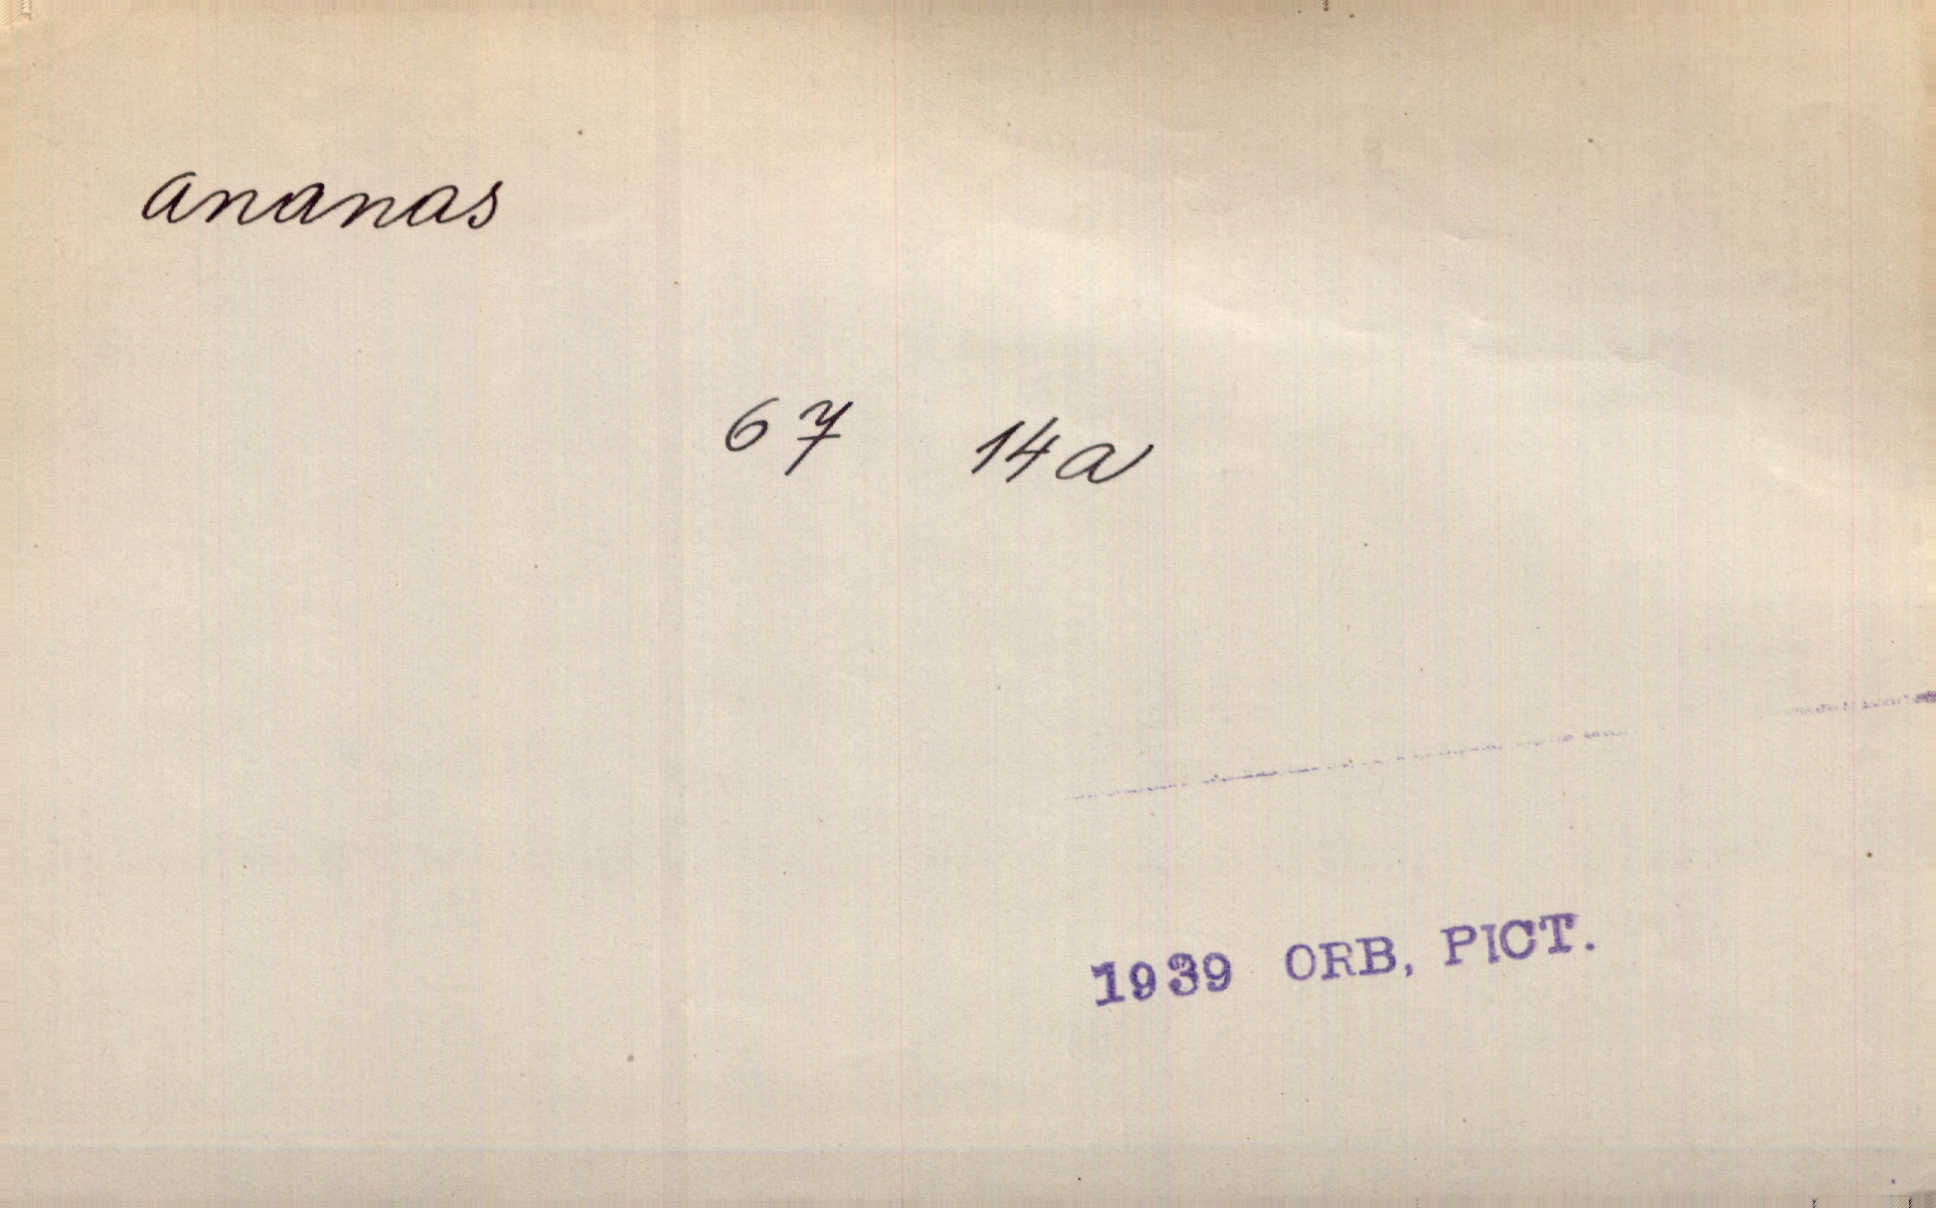 ananas
67 14a
1939 ORB, PICT.